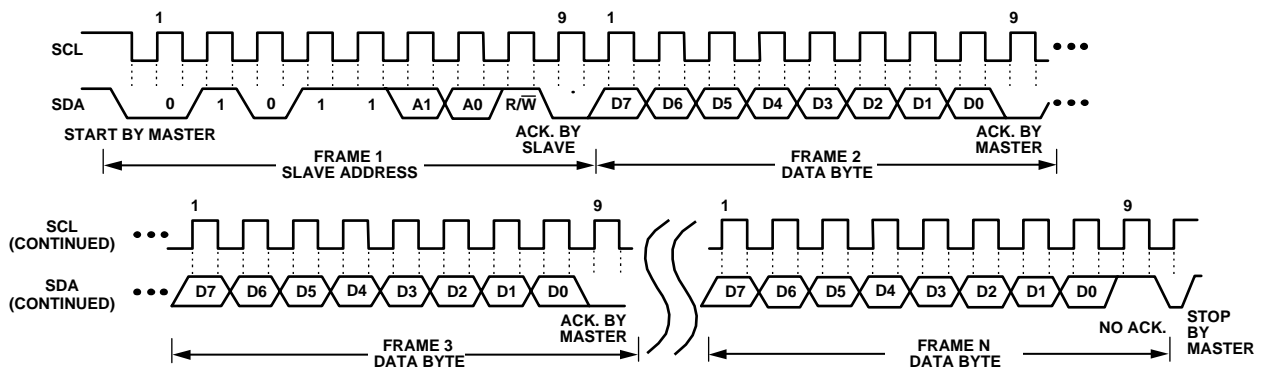 1 9 1 9
SCL
SDA
0 1 0 1 1 A1 A0 R/W̅ D7 D6 D5 D4 D3 D2 D1 D0
START BY MASTER
ACK. BY
SLAVE
ACK. BY
MASTER
FRAME 1
SLAVE ADDRESS
FRAME 2
DATA BYTE
1 9 1 9
SCL
(CONTINUED)
SDA
(CONTINUED)
D7 D6 D5 D4 D3 D2 D1 D0 D7 D6 D5 D4 D3 D2 D1 D0
ACK. BY
MASTER
NO ACK.
STOP
BY
MASTER
FRAME 3
DATA BYTE
FRAME N
DATA BYTE